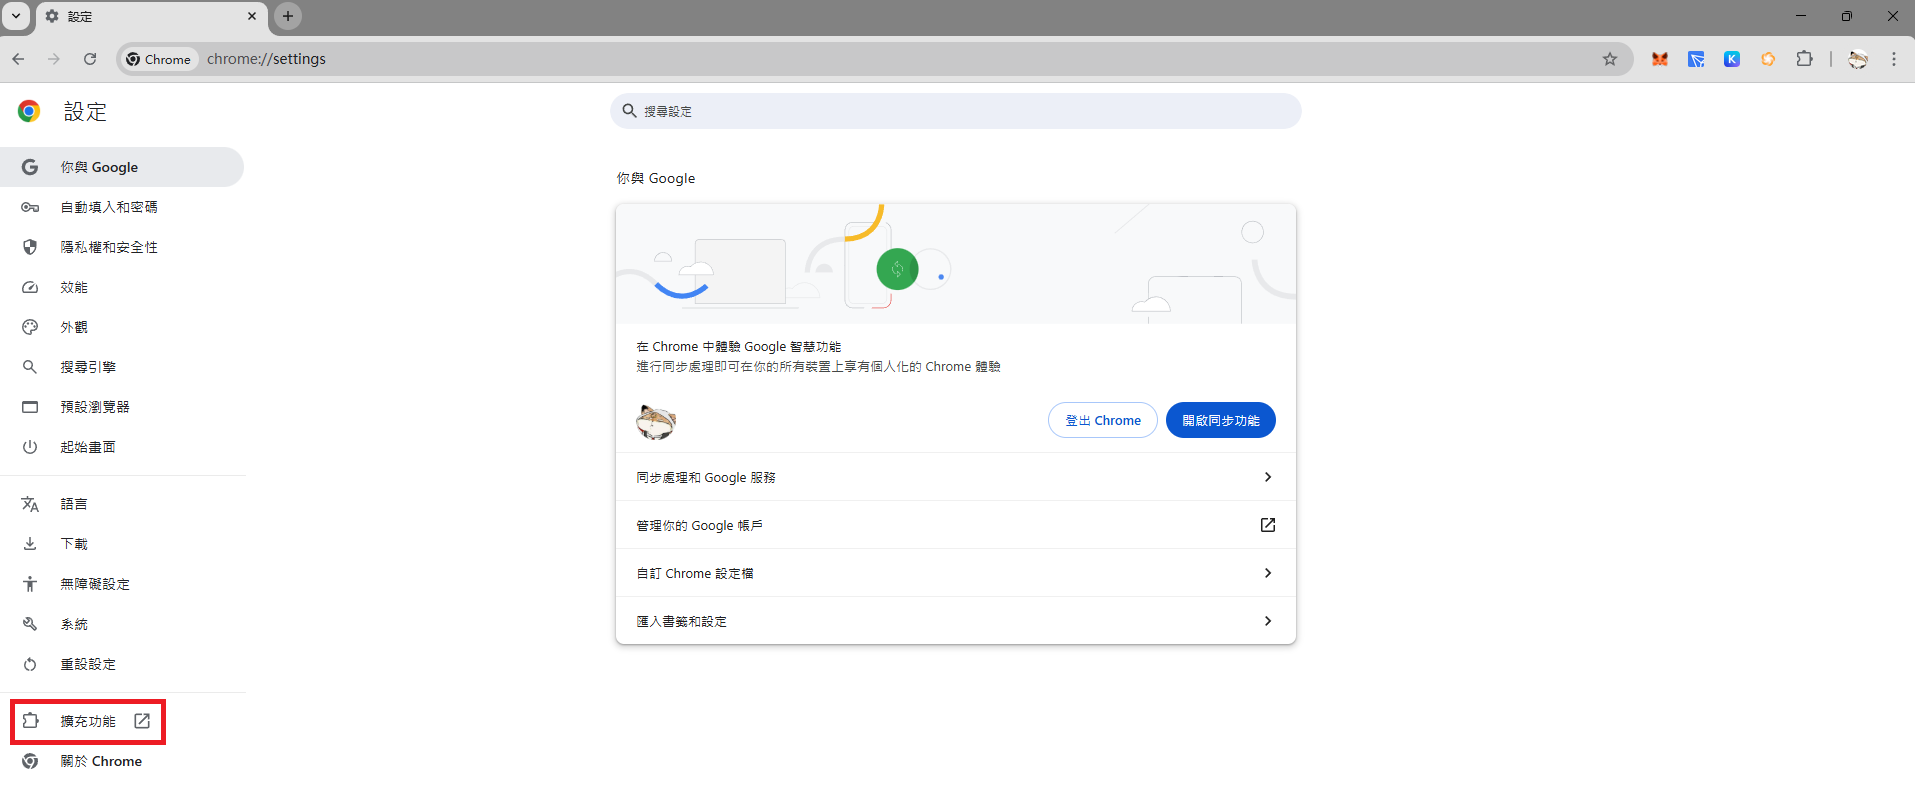 設定
Chrome
chrome://settings
設定
搜尋設定
你與 Google
自動填入和密碼
隱私權和安全性
效能
外觀
搜尋引擎
預設瀏覽器
起始畫面
語言
下載
無障礙設定
系統
重設設定
擴充功能
關於 Chrome
你與 Google
在 Chrome 中體驗 Google 智慧功能
進行同步處理即可在你的所有裝置上享有個人化的 Chrome 體驗
登出 Chrome
開啟同步功能
同步處理和 Google 服務
管理你的 Google 帳戶
自訂 Chrome 設定檔
匯入書籤和設定